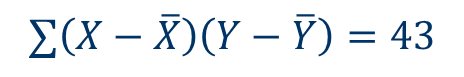 ∑(X − X̄)(Y − Ȳ) = 43